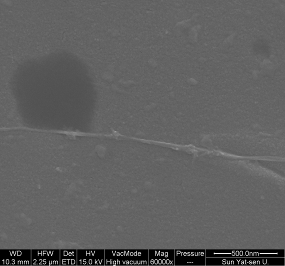 WD HFW Det HV VacMode Mag Pressure 500.0nm
10.3 mm 2.25 µm ETD 15.0 kV High vacuum 60000x --- Sun Yat-sen U.